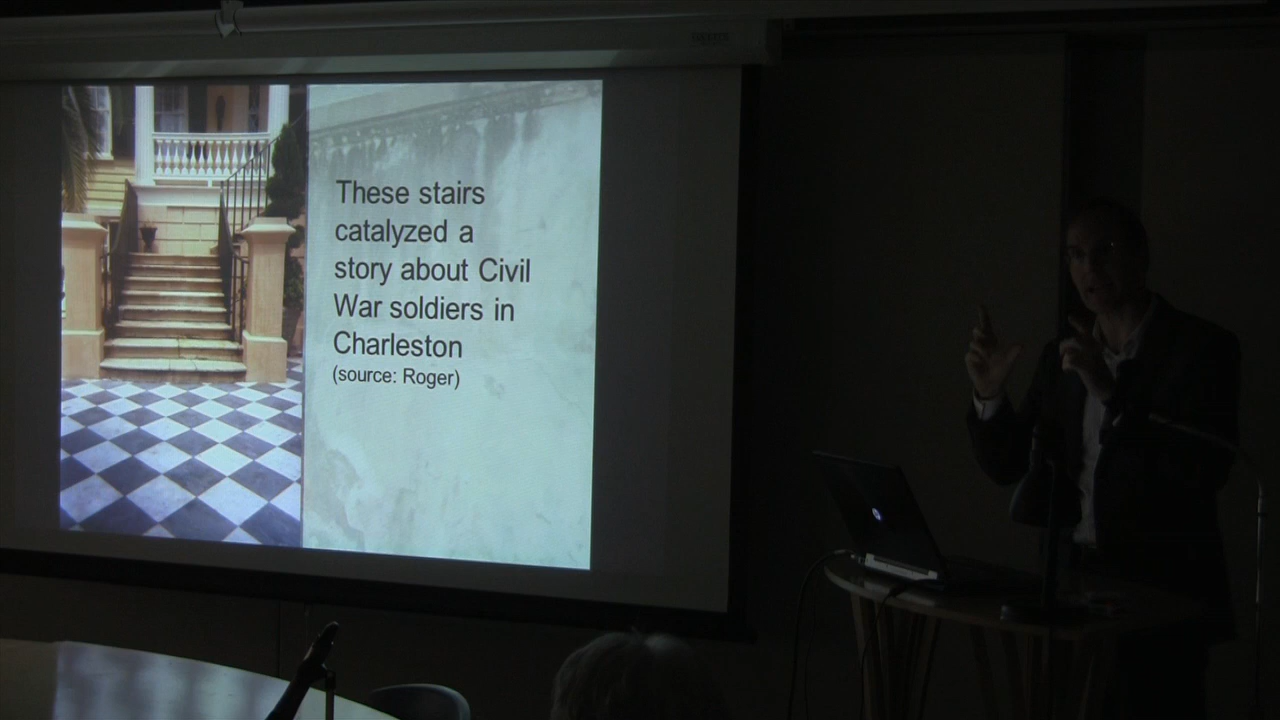 These stairs
catalyzed a
story about Civil
War soldiers in
Charleston
(source: Roger)